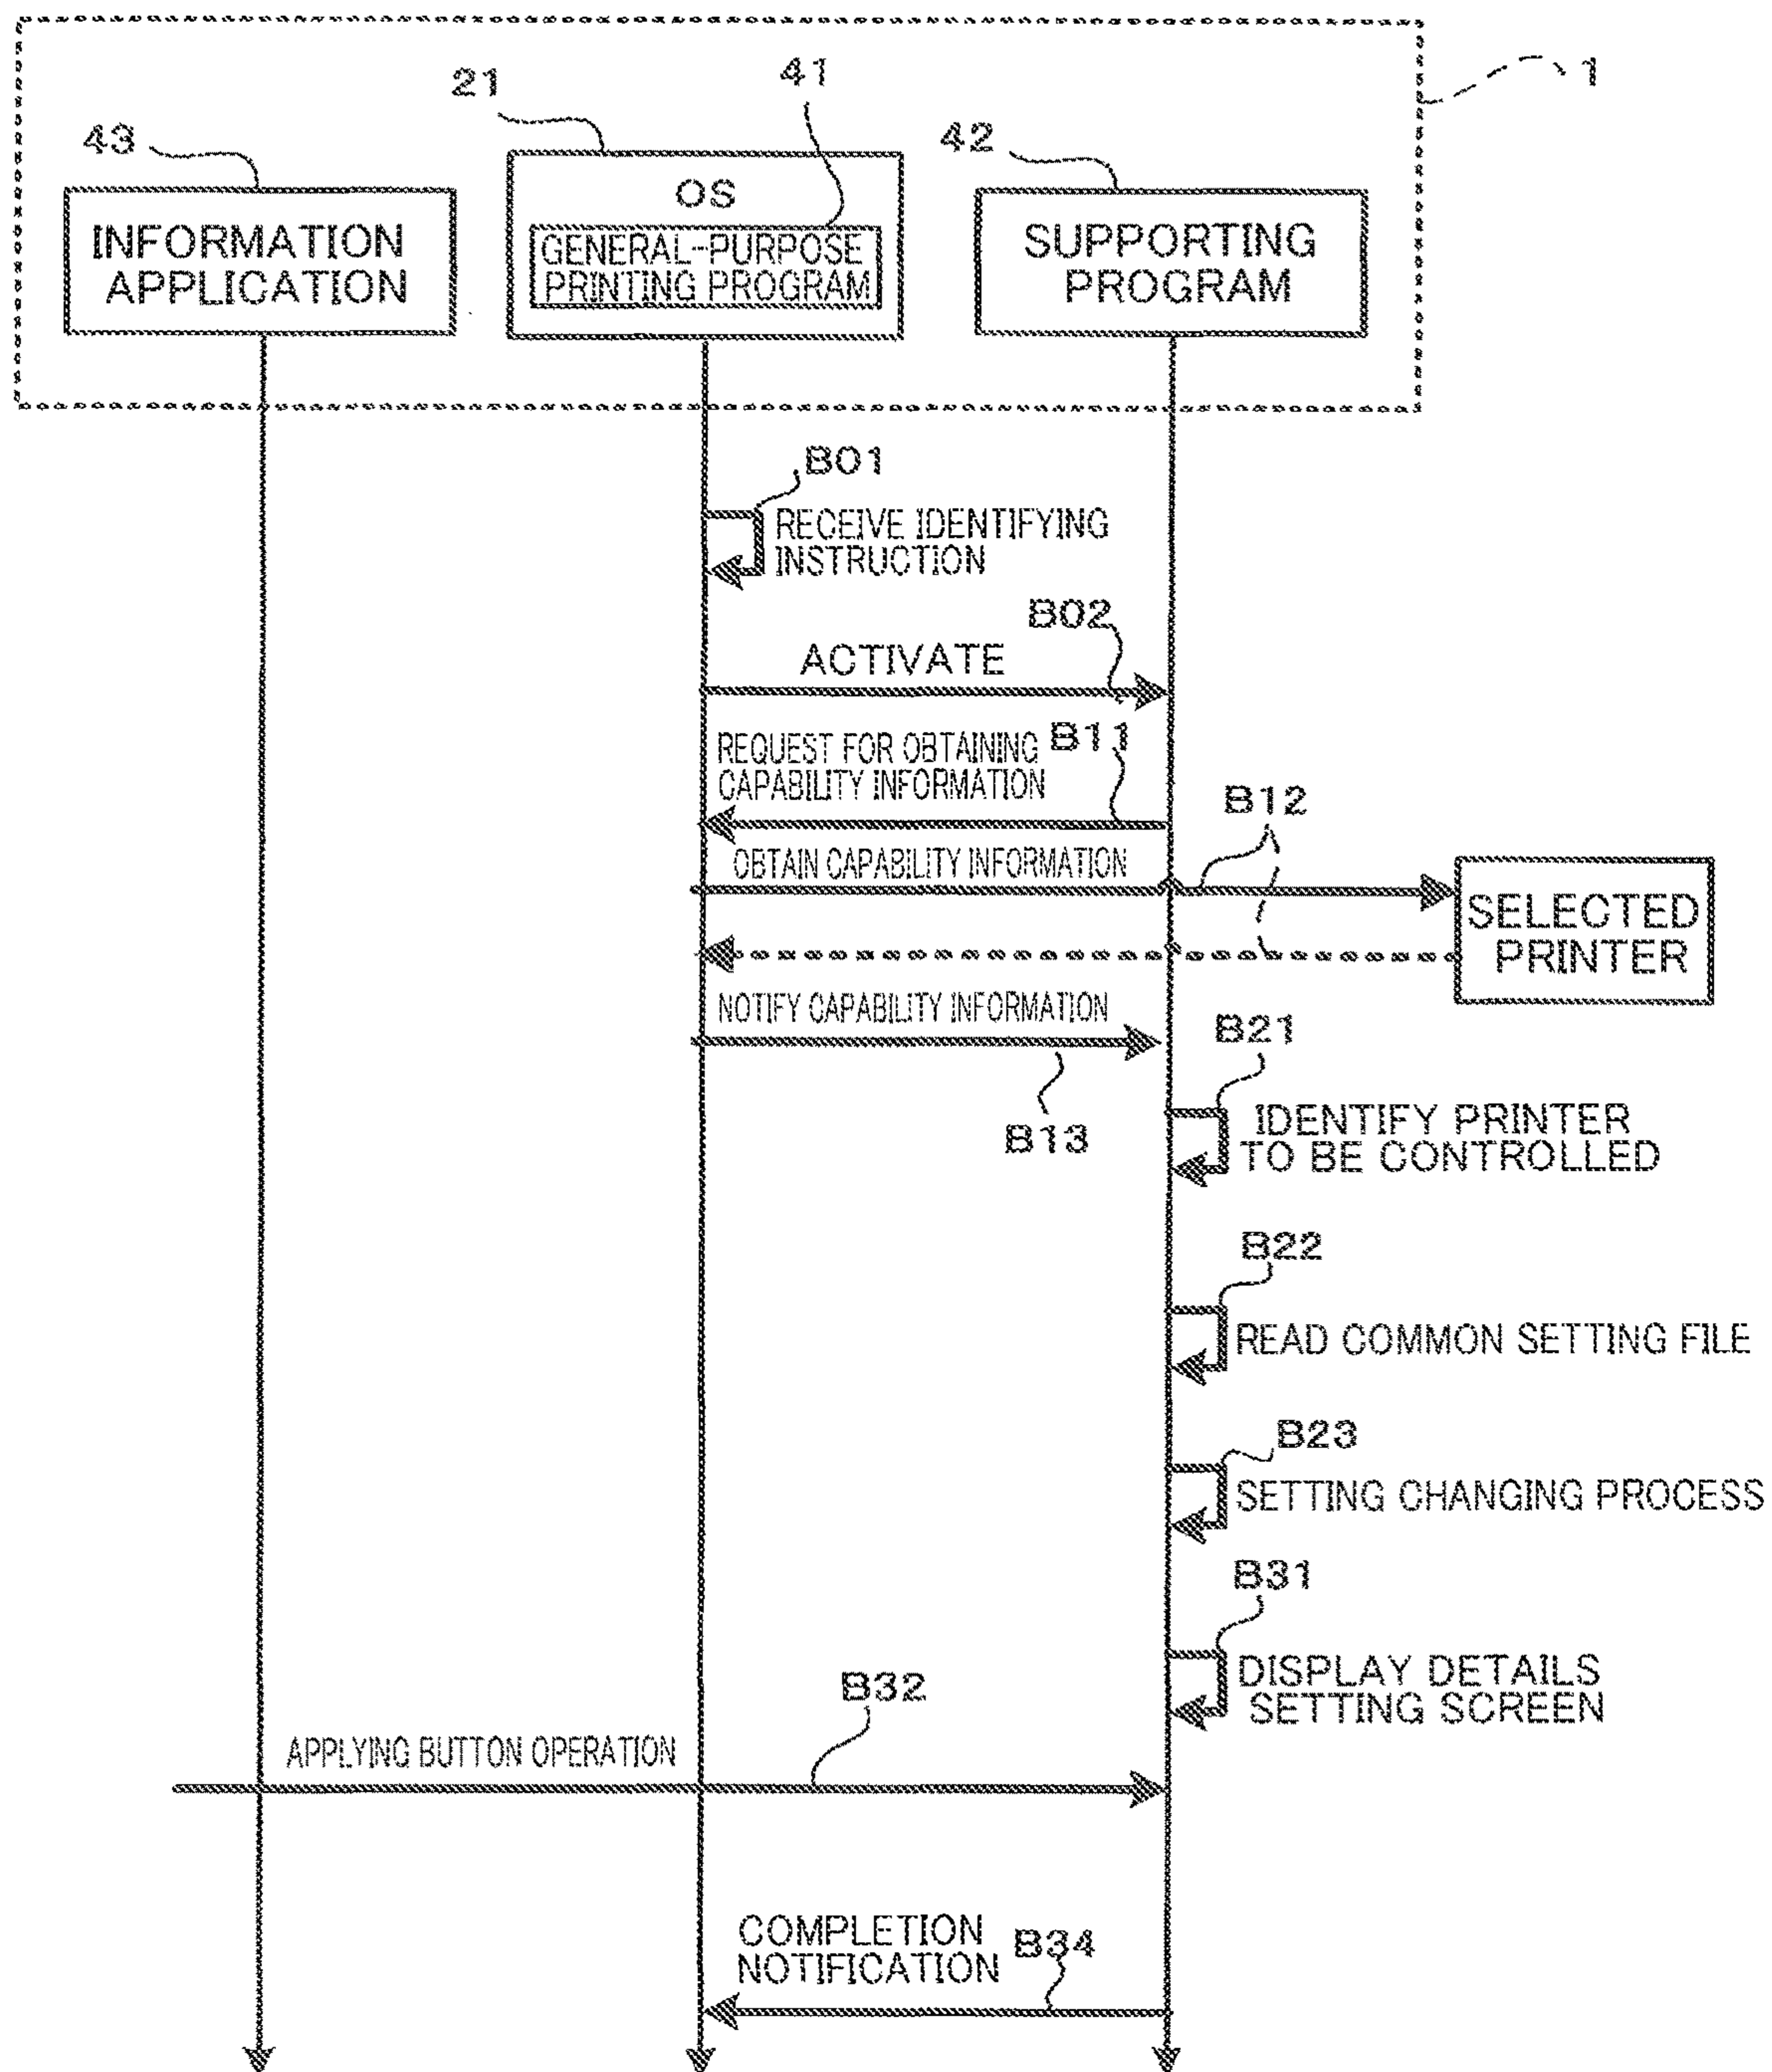 1
21
41
43
42
OS
INFORMATION
APPLICATION
GENERAL-PURPOSE
PRINTING PROGRAM
SUPPORTING
PROGRAM
B01
RECEIVE IDENTIFYING
INSTRUCTION
B02
ACTIVATE
B11
REQUEST FOR OBTAINING
CAPABILITY INFORMATION
B12
OBTAIN CAPABILITY INFORMATION
SELECTED
PRINTER
NOTIFY CAPABILITY INFORMATION
B13
B21
IDENTIFY PRINTER
TO BE CONTROLLED
B22
READ COMMON SETTING FILE
B23
SETTING CHANGING PROCESS
B31
DISPLAY DETAILS
SETTING SCREEN
B32
APPLYING BUTTON OPERATION
COMPLETION
NOTIFICATION
B34